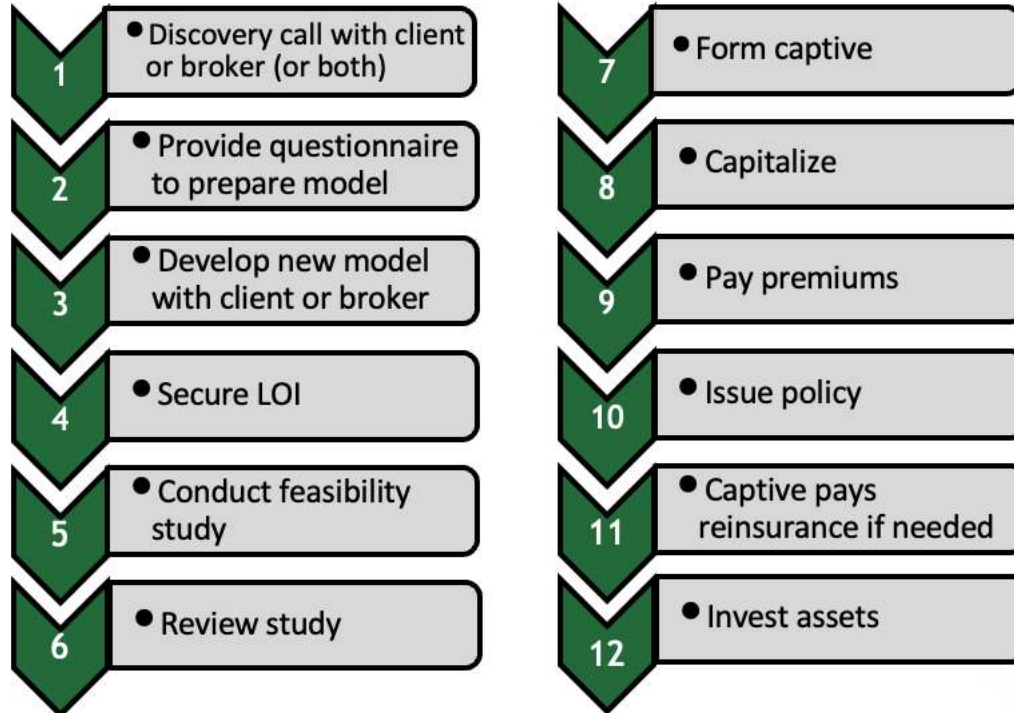 1
• Discovery call with client
or broker (or both)
2
• Provide questionnaire
to prepare model
3
• Develop new model
with client or broker
4
• Secure LOI
5
• Conduct feasibility
study
6
• Review study
7
• Form captive
8
• Capitalize
9
• Pay premiums
10
• Issue policy
11
• Captive pays
reinsurance if needed
12
• Invest assets